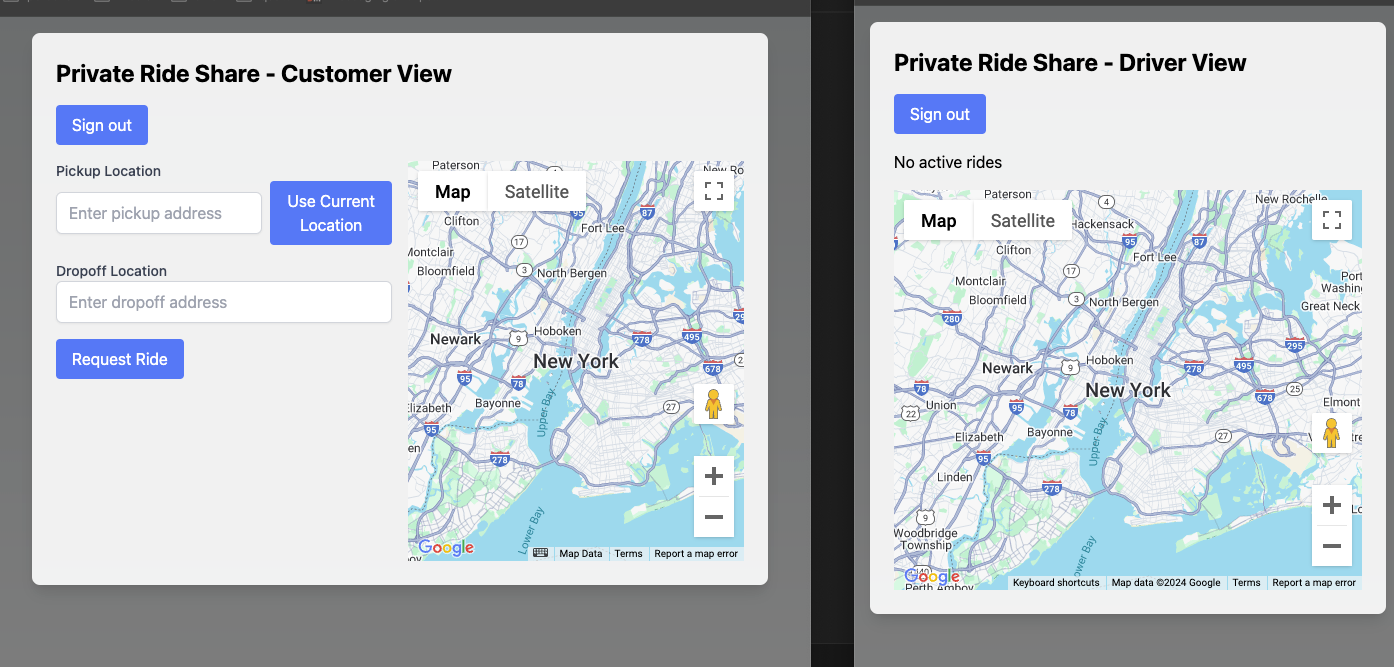 Private Ride Share - Customer View
Sign out
Pickup Location
Enter pickup address
Use Current
Location
Dropoff Location
Enter dropoff address
Request Ride
Paterson
Map
Satellite
95
87
Clifton
Fort Lee
17
Bloomfield
3
North Bergen
Hoboken
Newark
9
278
495
New York
678
95
78
Bayonne
27
Upper Bay
95
278
Lower Bay
Google
Map Data
Terms
Report a map error
Private Ride Share - Driver View
Sign out
No active rides
Paterson
4
New Rochelle
Map
Satellite
Hackensack
95
87
Clifton
Fort Lee
17
Montclair
Bloomfield
3
North Bergen
Great Neck
280
295
Hoboken
Newark
9
278
495
New York
78
678
25
Union
22
95
78
Elmont
Elizabeth
Bayonne
27
Upper Bay
95
Linden
278
9
Woodbridge
Township
Lower Bay
Google
Perth Amboy
Keyboard shortcuts
Map data ©2024 Google
Terms
Report a map error